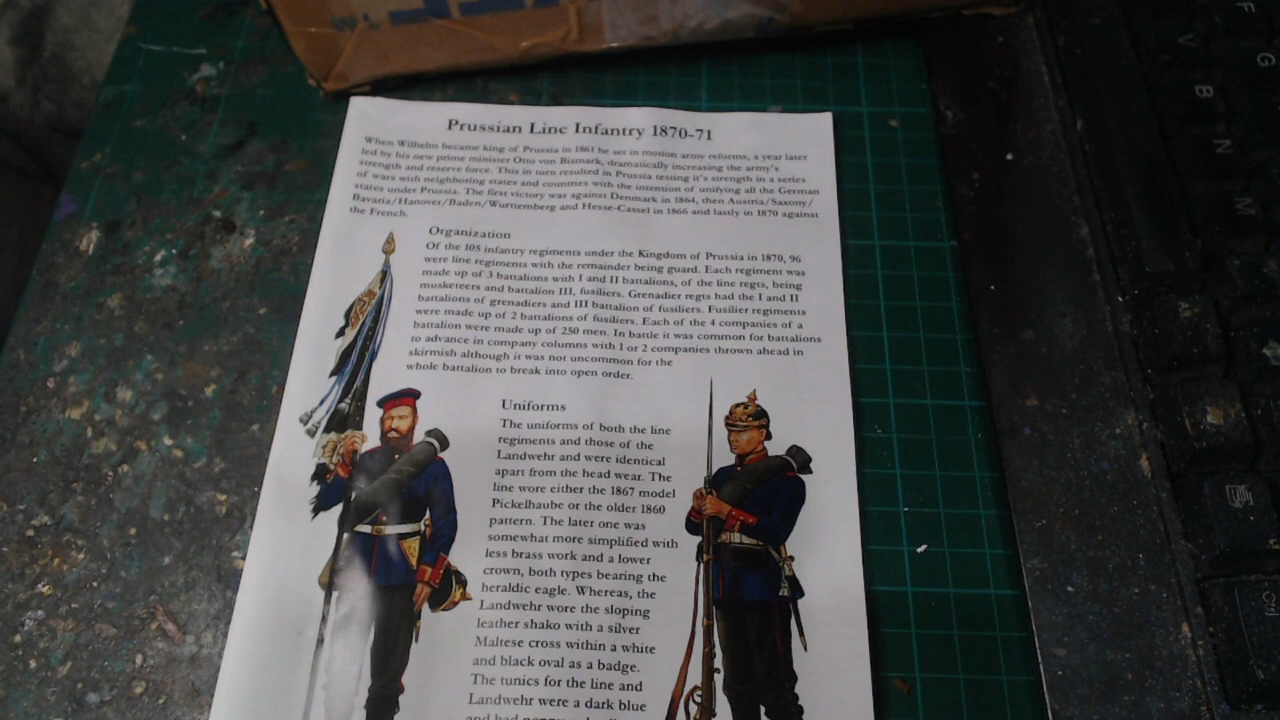 Prussian Line Infantry 1870-71
When Wilhelm became king of Prussia in 1861 he set in motion army reforms, a year later
led by his new prime minister Otto von Bismark, dramatically increasing the army's
strength and reserve force. This in turn resulted in Prussia testing it's strength in a series
of wars with neighboring states and countries with the intention of unifying all the German
states under Prussia. The first victory was against Denmark in 1864, then Austria/Saxony/
Bavaria/Hanover/Baden/Wurttemberg and Hesse-Cassel in 1866 and lastly in 1870 against
the French.
Organization
Of the 105 infantry regiments under the Kingdom of Prussia in 1870, 96
were line regiments with the remainder being guard. Each regiment was
made up of 3 battalions with I and II battalions, of the line regts, being
musketeers and battalion III, fusiliers. Grenadier regts had the I and II
battalions of grenadiers and III battalion of fusiliers. Fusilier regiments
were made up of 2 battalions of fusiliers. Each of the 4 companies of a
battalion were made up of 250 men. In battle it was common for battalions
to advance in company columns with 1 or 2 companies thrown ahead in
skirmish although it was not uncommon for the
whole battalion to break into open order.
Uniforms
The uniforms of both the line
regiments and those of the
Landwehr and were identical
apart from the head wear. The
line wore either the 1867 model
Pickelhaube or the older 1860
pattern. The later one was
somewhat more simplified with
less brass work and a lower
crown, both types bearing the
heraldic eagle. Whereas, the
Landwehr wore the sloping
leather shako with a silver
Maltese cross within a white
and black oval as a badge.
The tunics for the line and
Landwehr were a dark blue
and had
F
G
V
B
N
M
Ctrl